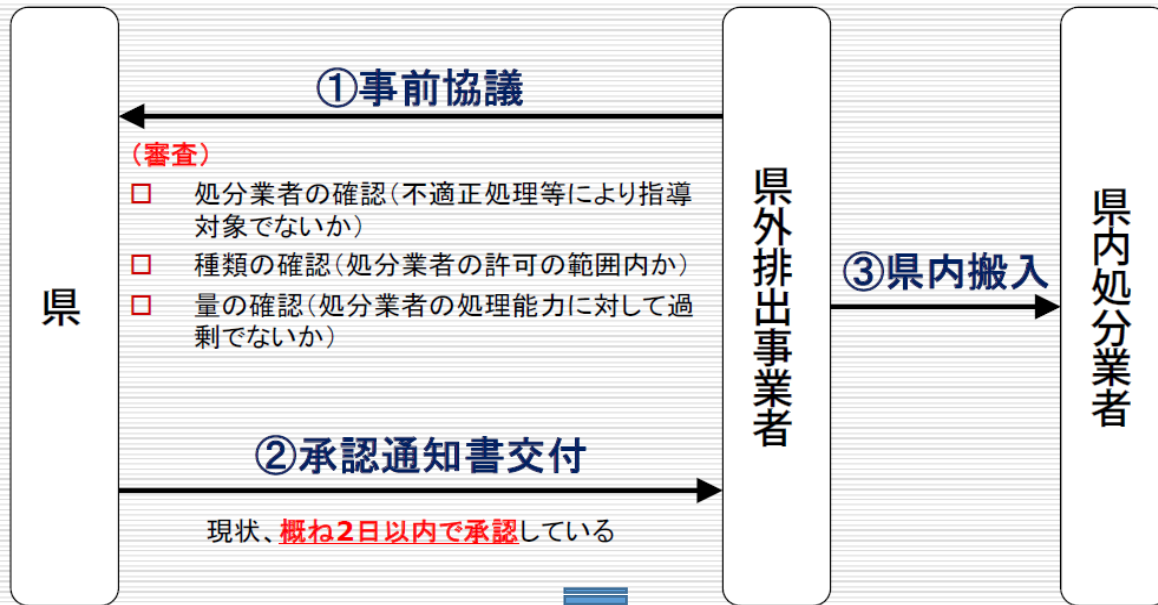 県
①事前協議
（審査）
□ 処分業者の確認（不適正処理等により指導
対象でないか）
□ 種類の確認（処分業者の許可の範囲内か）
□ 量の確認（処分業者の処理能力に対して過
剰でないか）
②承認通知書交付
現状、概ね2日以内で承認している
県外排出事業者
③県内搬入
県内処分業者